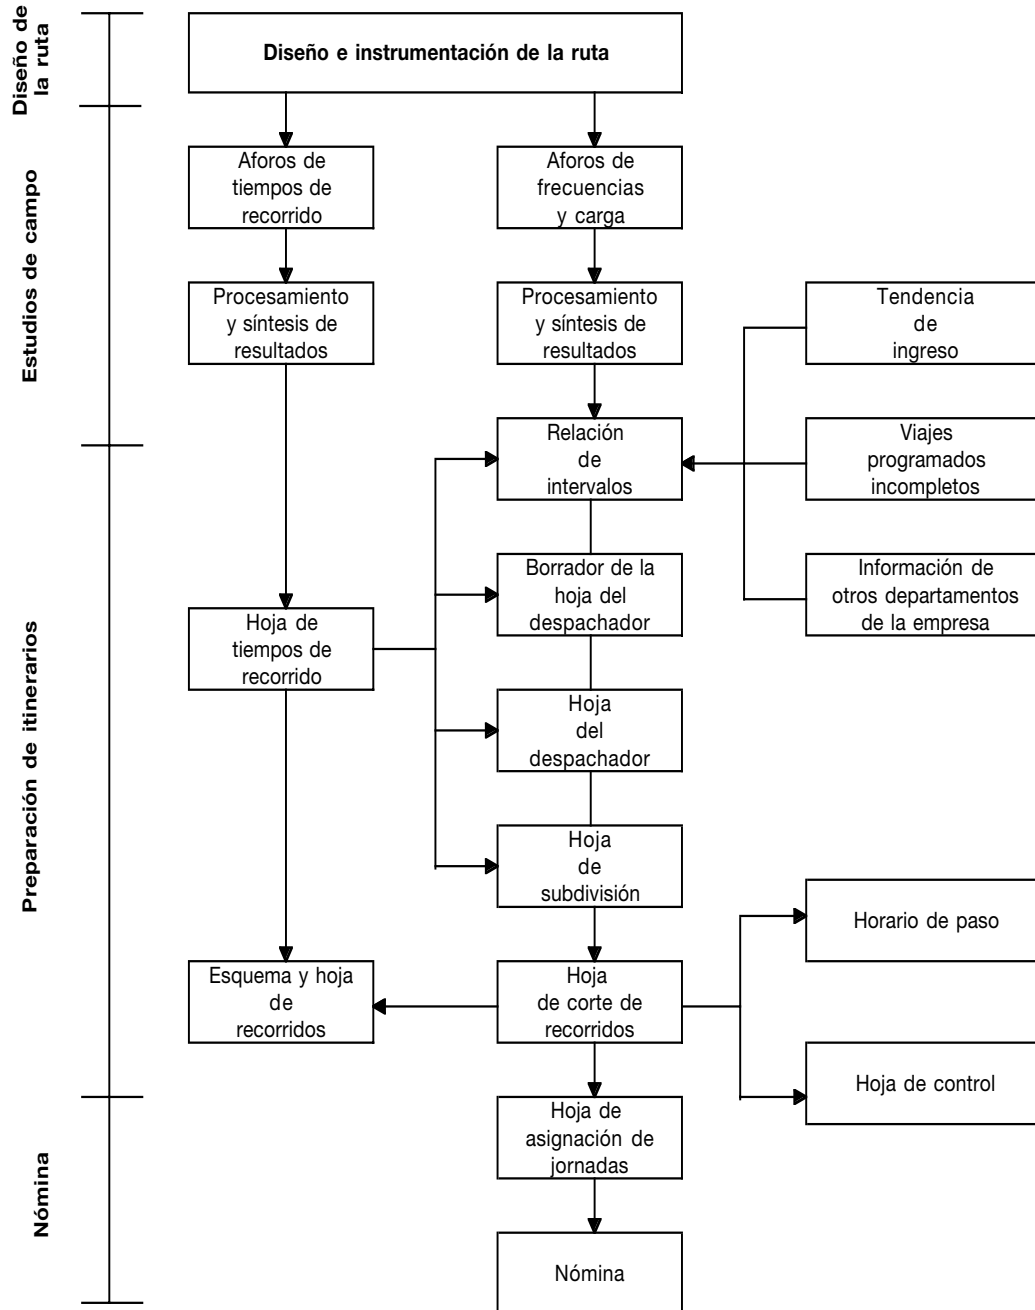 Diseño de
la ruta
Diseño e instrumentación de la ruta
Estudios de campo
Aforos de
tiempos de
recorrido
Aforos de
frecuencias
y carga
Procesamiento
y síntesis de
resultados
Procesamiento
y síntesis de
resultados
Tendencia
de
ingreso
Relación
de
intervalos
Viajes
programados
incompletos
Preparación de itinerarios
Borrador de la
hoja del
despachador
Información de
otros departamentos
de la empresa
Hoja de
tiempos de
recorrido
Hoja
del
despachador
Hoja
de
subdivisión
Horario de paso
Esquema y hoja
de
recorridos
Hoja
de corte de
recorridos
Hoja de control
Nómina
Hoja de
asignación de
jornadas
Nómina